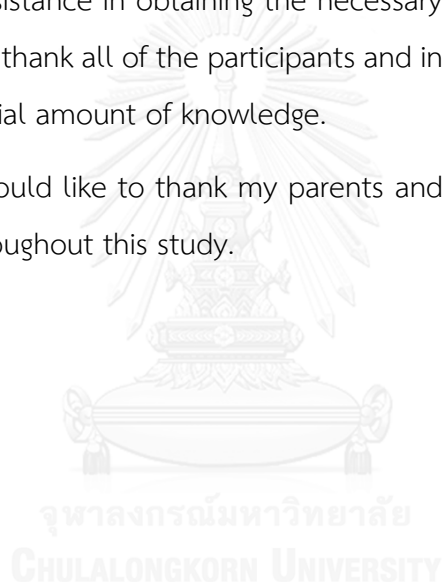 sistance in obtaining the necessary
thank all of the participants and in
ial amount of knowledge.
ould like to thank my parents and
oughout this study.
จุฬาลงกรณ์มหาวิทยาลัย
CHULALONGKORN UNIVERSITY